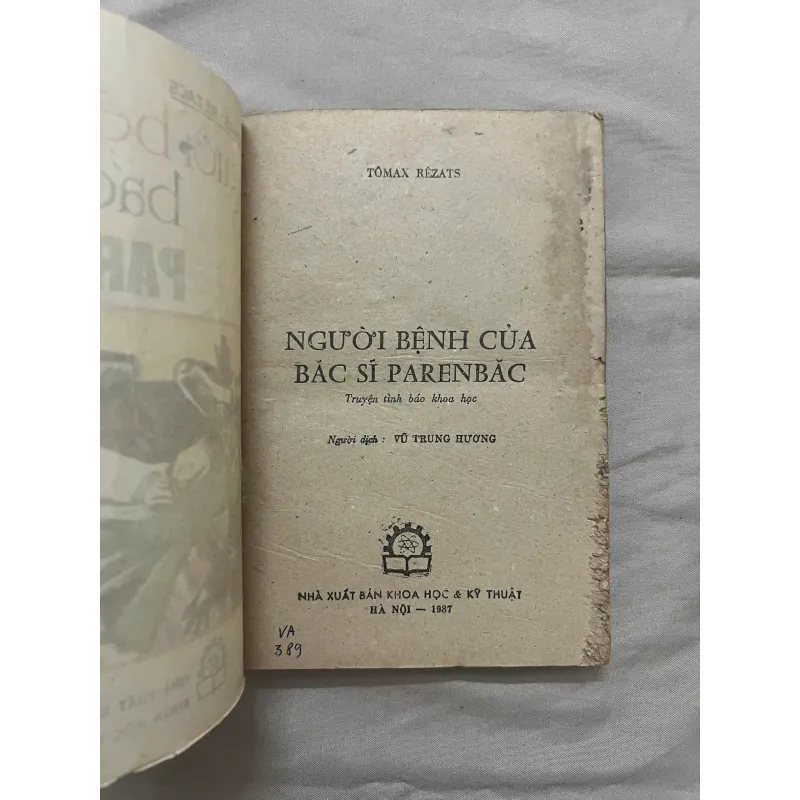 TÔMAX RÊZATS
NGƯỜI BỆNH CỦA
BÁC SĨ PARENBĂC
Truyện tình báo khoa học
Người dịch : VŨ TRUNG HƯƠNG
NHÀ XUẤT BẢN KHOA HỌC & KỸ THUẬT
HÀ NỘI — 1987
VA
389